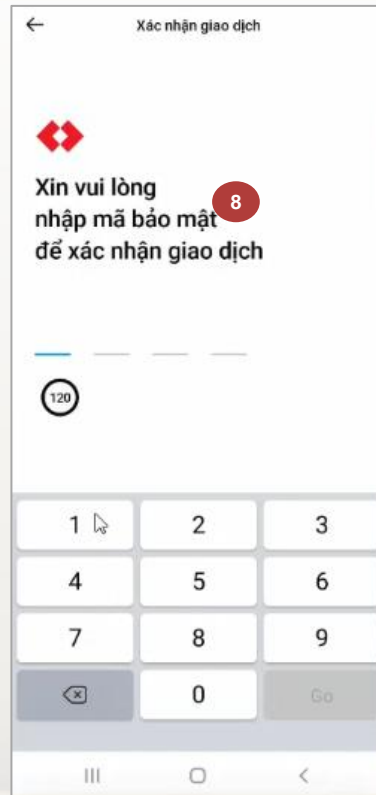 Xác nhận giao dịch
Xin vui lòng
nhập mã bảo mật
8
để xác nhận giao dịch
120
1 2 3
4 5 6
7 8 9
0 Go